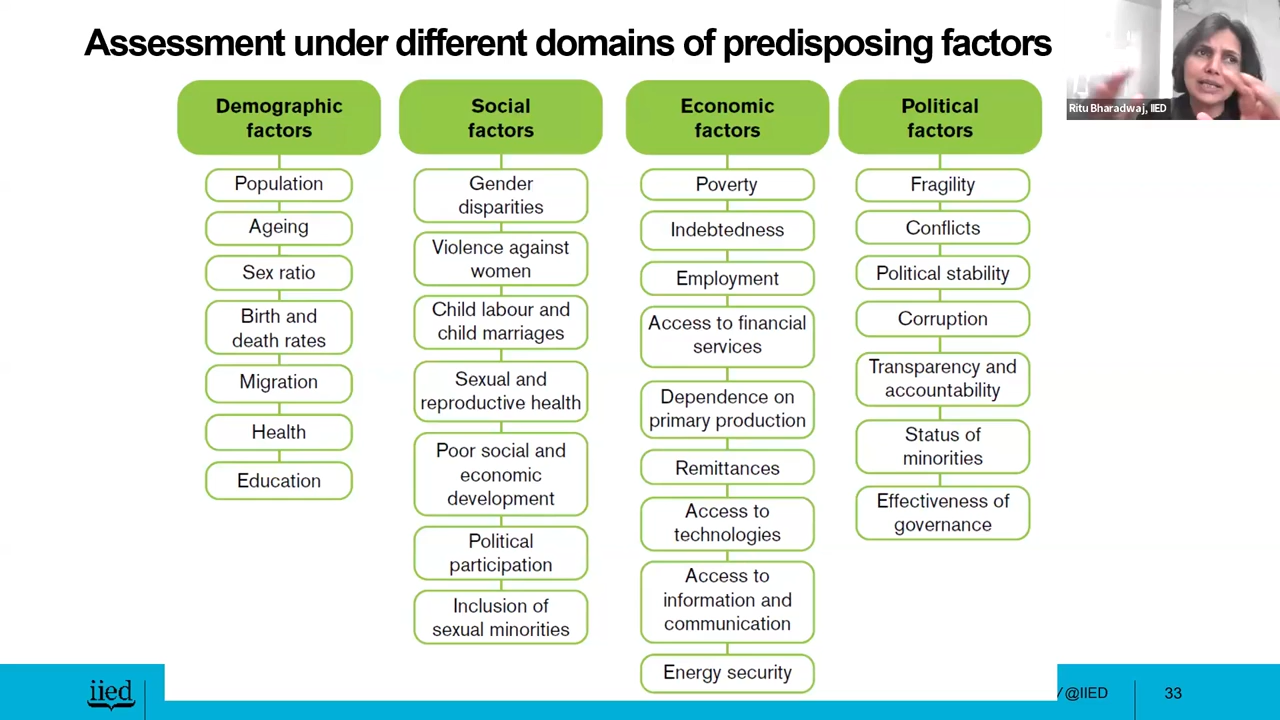 Assessment under different domains of predisposing factors
Ritu Bharadwaj, IIED
Demographic
factors
Population
Ageing
Sex ratio
Birth and
death rates
Migration
Health
Education
Social
factors
Gender
disparities
Violence against
women
Child labour and
child marriages
Sexual and
reproductive health
Poor social and
economic
development
Political
participation
Inclusion of
sexual minorities
Economic
factors
Poverty
Indebtedness
Employment
Access to financial
services
Dependence on
primary production
Remittances
Access to
technologies
Access to
information and
communication
Energy security
Political
factors
Fragility
Conflicts
Political stability
Corruption
Transparency and
accountability
Status of
minorities
Effectiveness of
governance
iied
@IIED
33